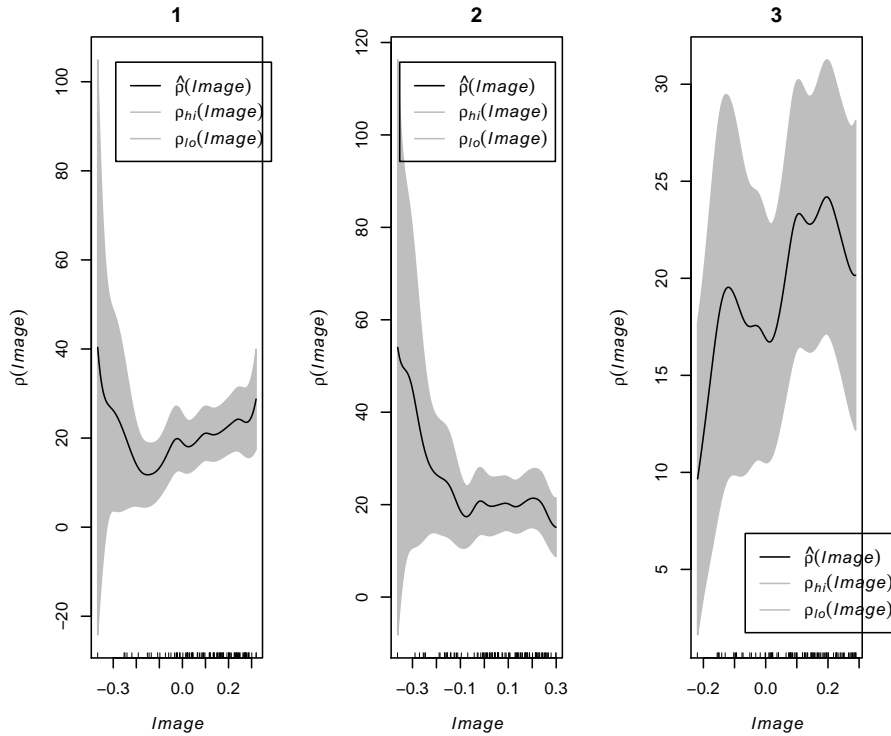 1
ρ̂(Image)
ρhi(Image)
ρlo(Image)
100
80
60
40
20
0
−20
ρ(Image)
−0.3 0.0 0.2
Image
2
ρ̂(Image)
ρhi(Image)
ρlo(Image)
120
100
80
60
40
20
0
ρ(Image)
−0.3 −0.1 0.1 0.3
Image
3
30
25
20
15
10
5
ρ(Image)
ρ̂(Image)
ρhi(Image)
ρlo(Image)
−0.2 0.0 0.2
Image